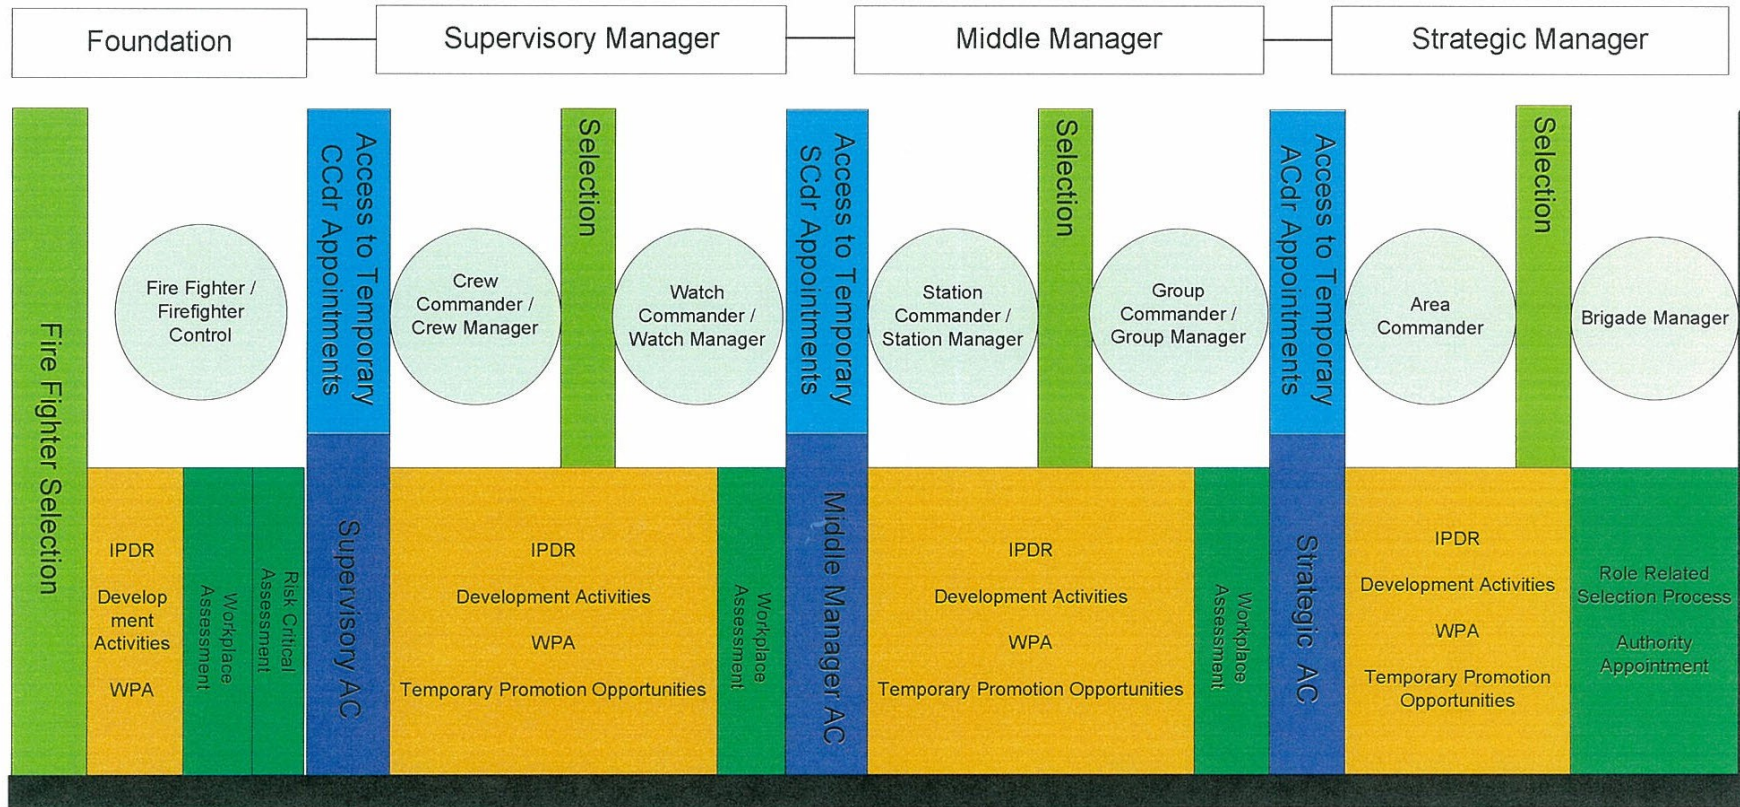 Foundation
Supervisory Manager
Middle Manager
Strategic Manager
Fire Fighter Selection
Fire Fighter /
Firefighter
Control
IPDR
Develop
ment
Activities
WPA
Workplace
Assessment
Risk Critical
Assessment
Access to Temporary
CCdr Appointments
Supervisory AC
Crew
Commander /
Crew Manager
Selection
Watch
Commander /
Watch Manager
IPDR
Development Activities
WPA
Temporary Promotion Opportunities
Workplace
Assessment
Access to Temporary
SCdr Appointments
Middle Manager AC
Station
Commander /
Station Manager
Selection
Group
Commander /
Group Manager
IPDR
Development Activities
WPA
Temporary Promotion Opportunities
Workplace
Assessment
Access to Temporary
ACdr Appointments
Strategic AC
Area
Commander
Selection
Brigade Manager
IPDR
Development Activities
WPA
Temporary Promotion
Opportunities
Role Related
Selection Process
Authority
Appointment